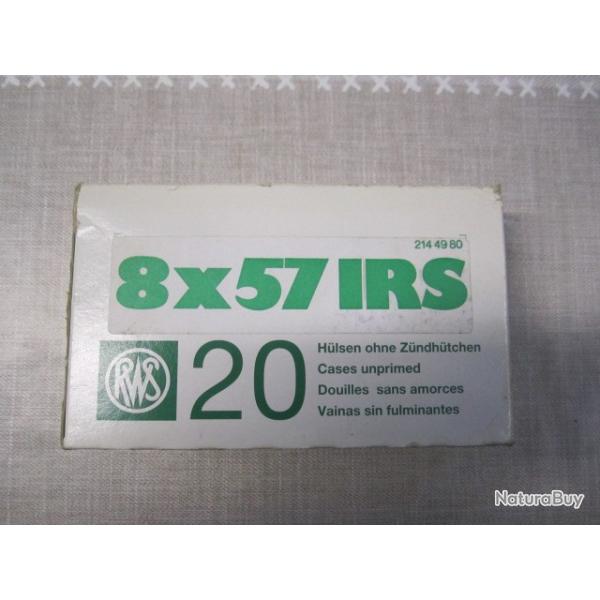 214 49 80
8x57 IRS
RWS
20
Hülsen ohne Zündhütchen
Cases unprimed
Douilles sans amorces
Vainas sin fulminantes
NaturaBuy